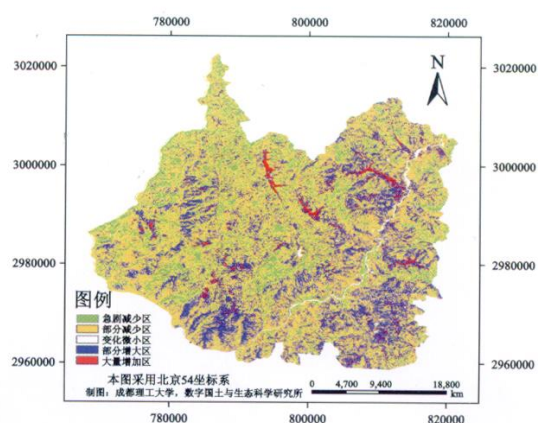 780000 800000 820000
3020000 3020000
N
3000000 3000000
2980000 2980000
图例
急剧减少区
部分减少区
变化微小区
部分增大区
大量增加区
2960000 2960000
本图采用北京54坐标系
制图：成都理工大学，数字国土与生态科学研究所
0 4,700 9,400 18,800
km
780000 800000 820000